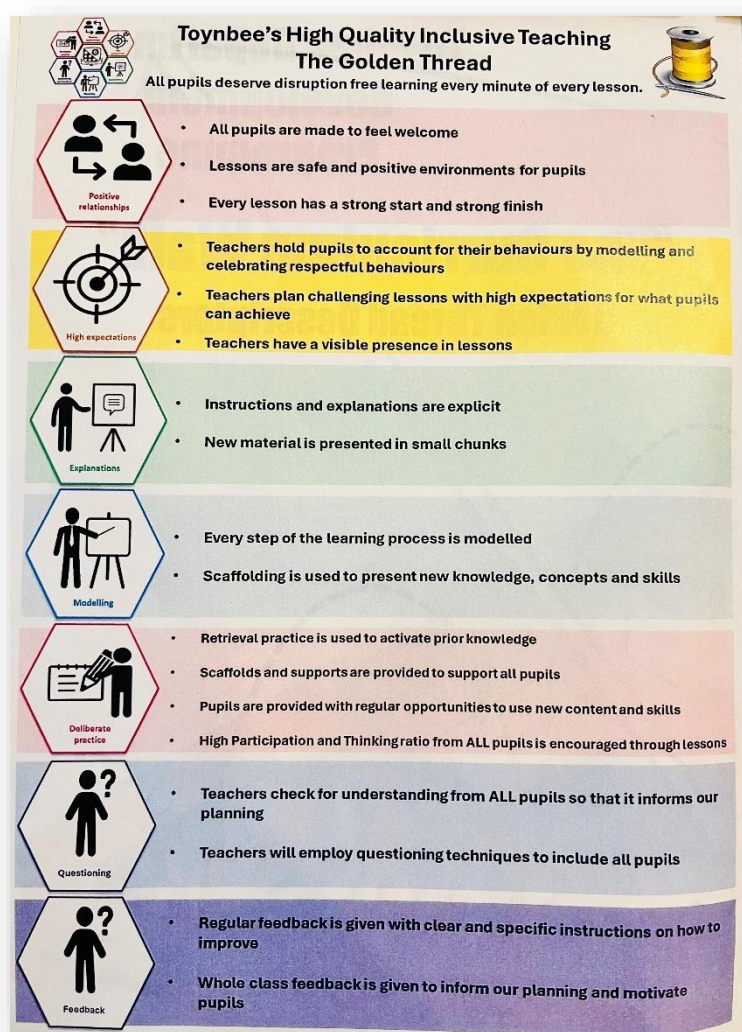 Toynbee's High Quality Inclusive Teaching
The Golden Thread
All pupils deserve disruption free learning every minute of every lesson.
Positive
relationships
• All pupils are made to feel welcome
• Lessons are safe and positive environments for pupils
• Every lesson has a strong start and strong finish
High expectations
• Teachers hold pupils to account for their behaviours by modelling and
celebrating respectful behaviours
• Teachers plan challenging lessons with high expectations for what pupils
can achieve
• Teachers have a visible presence in lessons
Explanations
• Instructions and explanations are explicit
• New material is presented in small chunks
Modelling
• Every step of the learning process is modelled
• Scaffolding is used to present new knowledge, concepts and skills
Deliberate
practice
• Retrieval practice is used to activate prior knowledge
• Scaffolds and supports are provided to support all pupils
• Pupils are provided with regular opportunities to use new content and skills
• High Participation and Thinking ratio from ALL pupils is encouraged through lessons
Questioning
• Teachers check for understanding from ALL pupils so that it informs our
planning
• Teachers will employ questioning techniques to include all pupils
Feedback
• Regular feedback is given with clear and specific instructions on how to
improve
• Whole class feedback is given to inform our planning and motivate
pupils